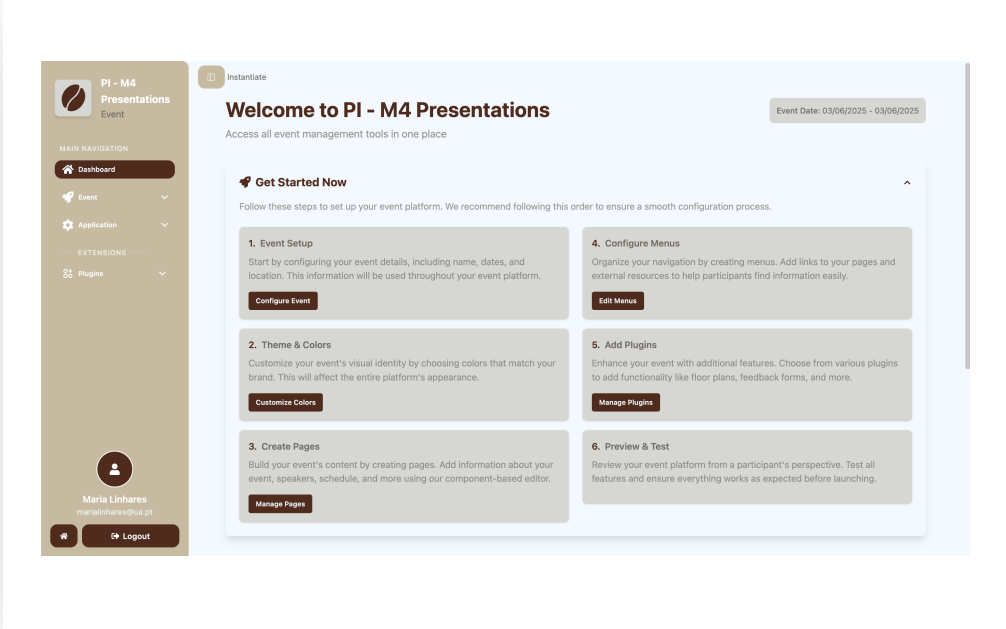 PI - M4
Presentations
Event
MAIN NAVIGATION
Dashboard
Event
Application
EXTENSIONS
Plugins
Maria Linhares
marialinhares@ua.pt
Logout
Instantiate
Welcome to PI - M4 Presentations
Event Date: 03/06/2025 - 03/06/2025
Access all event management tools in one place
Get Started Now
Follow these steps to set up your event platform. We recommend following this order to ensure a smooth configuration process.
1. Event Setup
Start by configuring your event details, including name, dates, and
location. This information will be used throughout your event platform.
Configure Event
2. Theme & Colors
Customize your event's visual identity by choosing colors that match your
brand. This will affect the entire platform's appearance.
Customize Colors
3. Create Pages
Build your event's content by creating pages. Add information about your
event, speakers, schedule, and more using our component-based editor.
Manage Pages
4. Configure Menus
Organize your navigation by creating menus. Add links to your pages and
external resources to help participants find information easily.
Edit Menus
5. Add Plugins
Enhance your event with additional features. Choose from various plugins
to add functionality like floor plans, feedback forms, and more.
Manage Plugins
6. Preview & Test
Review your event platform from a participant's perspective. Test all
features and ensure everything works as expected before launching.